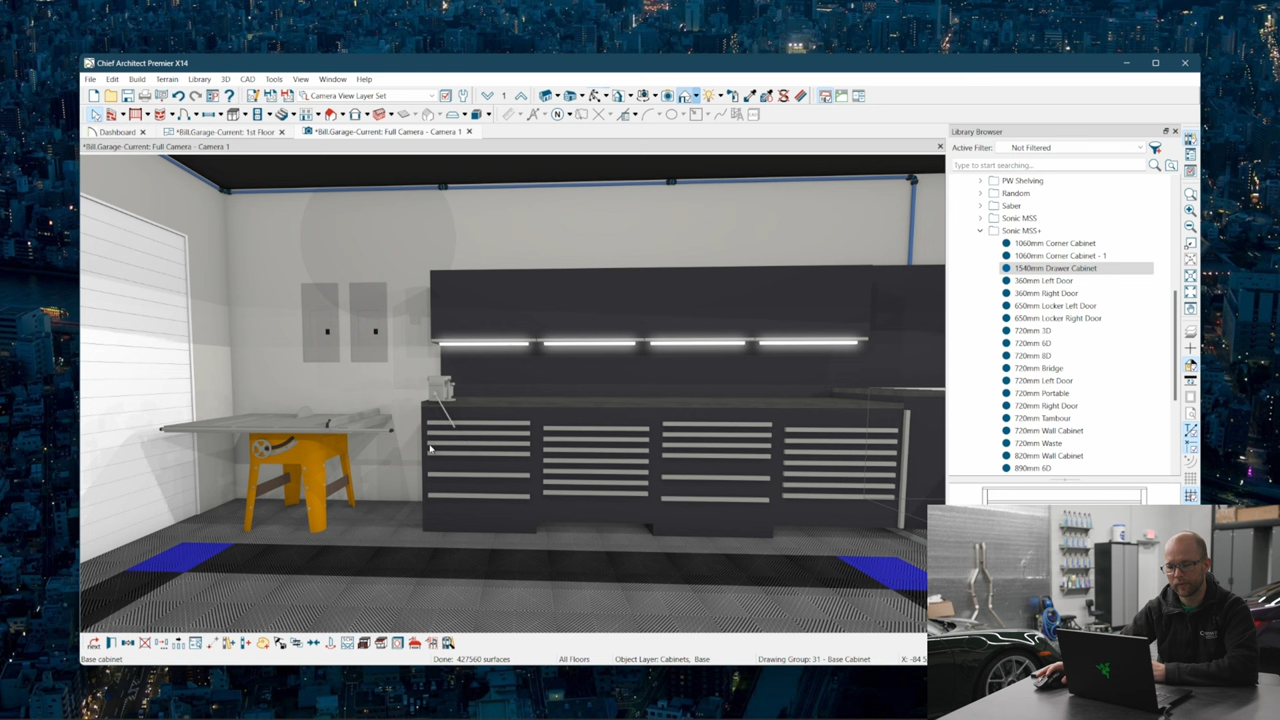 Chief Architect Premier X14
File Edit Build Terrain Library 3D CAD Tools View Window Help
Camera View Layer Set
1
Dashboard
*Bill.Garage-Current: 1st Floor
*Bill.Garage-Current: Full Camera - Camera 1
*Bill.Garage-Current: Full Camera - Camera 1
Library Browser
Active Filter: Not Filtered
Type to start searching...
PW Shelving
Random
Saber
Sonic MSS
Sonic MSS+
1060mm Corner Cabinet
1060mm Corner Cabinet - 1
1540mm Drawer Cabinet
360mm Left Door
360mm Right Door
650mm Locker Left Door
650mm Locker Right Door
720mm 3D
720mm 6D
720mm 8D
720mm Bridge
720mm Left Door
720mm Portable
720mm Right Door
720mm Tambour
720mm Wall Cabinet
720mm Waste
820mm Wall Cabinet
890mm 6D
Base cabinet
Done: 427560 surfaces
All Floors
Object Layer: Cabinets, Base
Drawing Group: 31 - Base Cabinet
X: -84 5